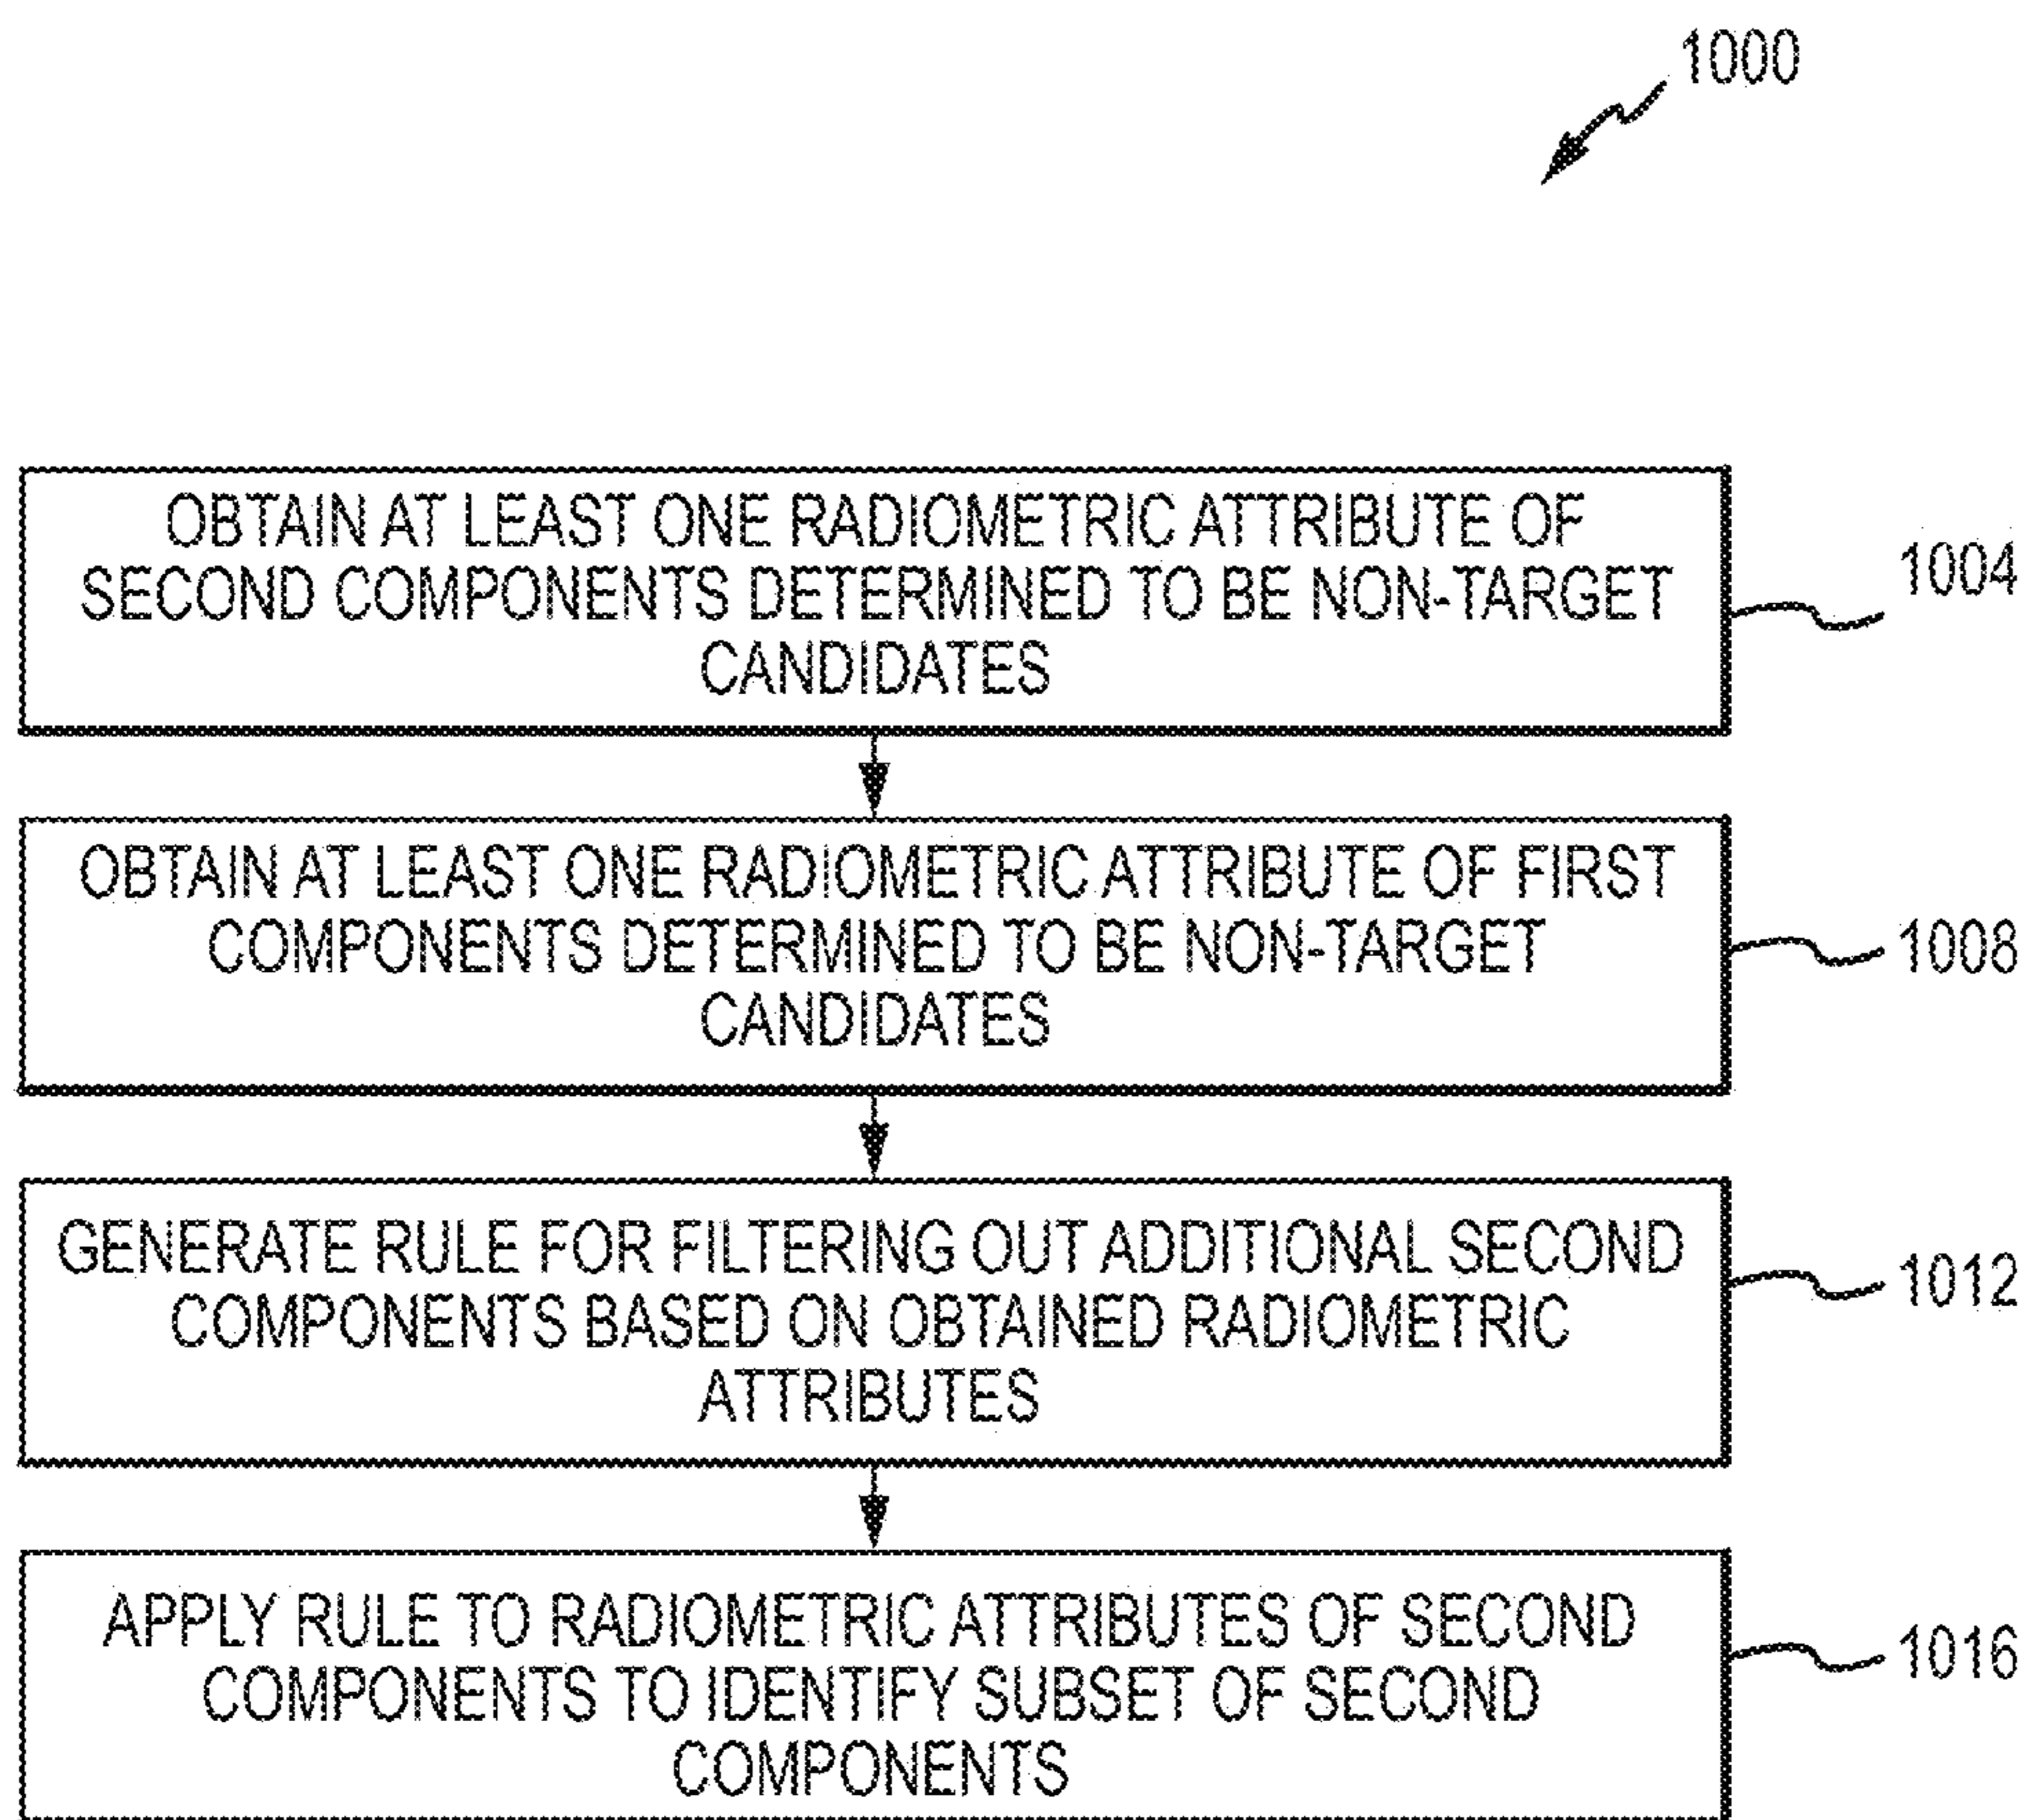 1000
OBTAIN AT LEAST ONE RADIOMETRIC ATTRIBUTE OF
SECOND COMPONENTS DETERMINED TO BE NON-TARGET
CANDIDATES
1004
OBTAIN AT LEAST ONE RADIOMETRIC ATTRIBUTE OF FIRST
COMPONENTS DETERMINED TO BE NON-TARGET
CANDIDATES
1008
GENERATE RULE FOR FILTERING OUT ADDITIONAL SECOND
COMPONENTS BASED ON OBTAINED RADIOMETRIC
ATTRIBUTES
1012
APPLY RULE TO RADIOMETRIC ATTRIBUTES OF SECOND
COMPONENTS TO IDENTIFY SUBSET OF SECOND
COMPONENTS
1016